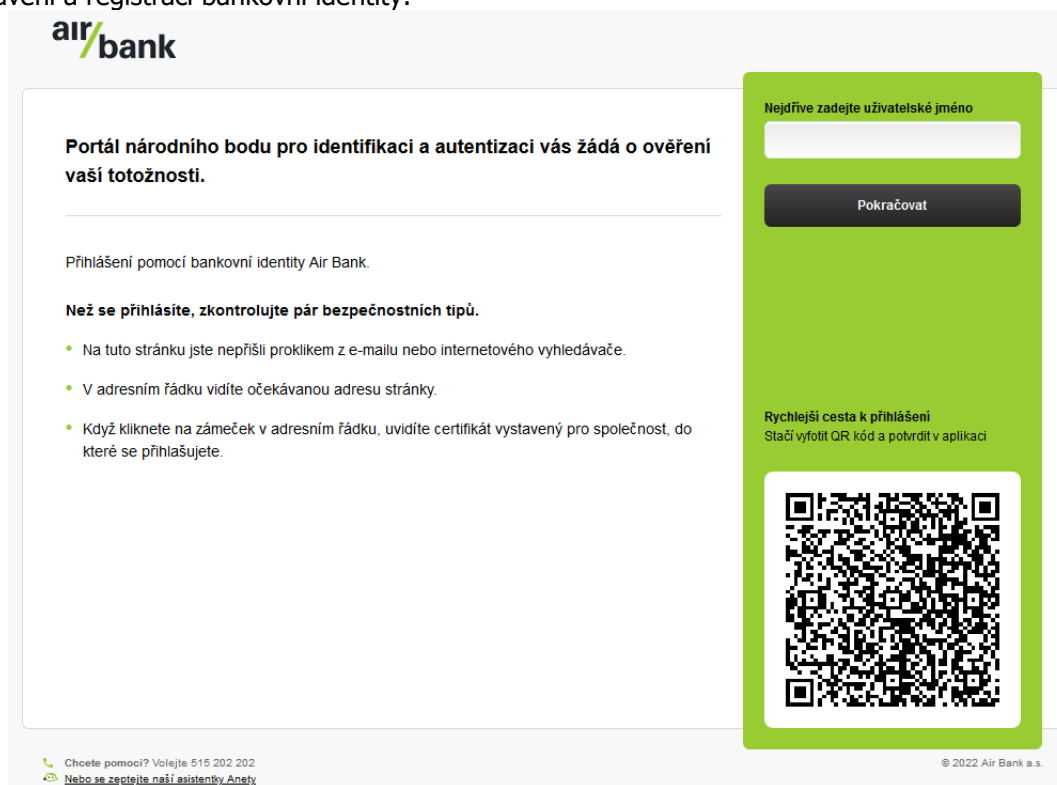 a registraci bankovní identity.
air bank
Nejdříve zadejte uživatelské jméno
Portál národního bodu pro identifikaci a autentizaci vás žádá o ověření
vaší totožnosti.
Pokračovat
Přihlášení pomocí bankovní identity Air Bank.
Než se přihlásíte, zkontrolujte pár bezpečnostních tipů.
• Na tuto stránku jste nepřišli proklikem z e-mailu nebo internetového vyhledávače.
• V adresním řádku vidíte očekávanou adresu stránky.
• Když kliknete na zámeček v adresním řádku, uvidíte certifikát vystavený pro společnost, do
které se přihlašujete.
Rychlejší cesta k přihlášení
Stačí vyfotit QR kód a potvrdit v aplikaci
Chcete pomoci? Volejte 515 202 202
Nebo se zeptejte naší asistentky Anety
© 2022 Air Bank a.s.